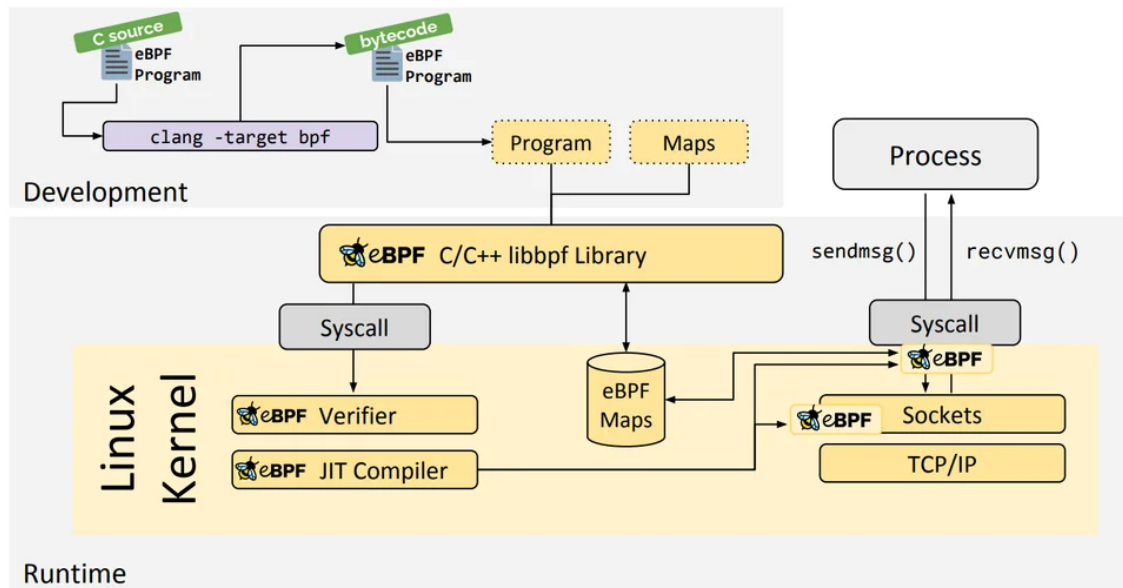 C source
eBPF
Program
bytecode
eBPF
Program
clang -target bpf
Program
Maps
Development
Process
eBPF C/C++ libbpf Library
sendmsg()
recvmsg()
Syscall
Syscall
Linux
Kernel
eBPF Verifier
eBPF JIT Compiler
eBPF
Maps
eBPF
eBPF Sockets
TCP/IP
Runtime